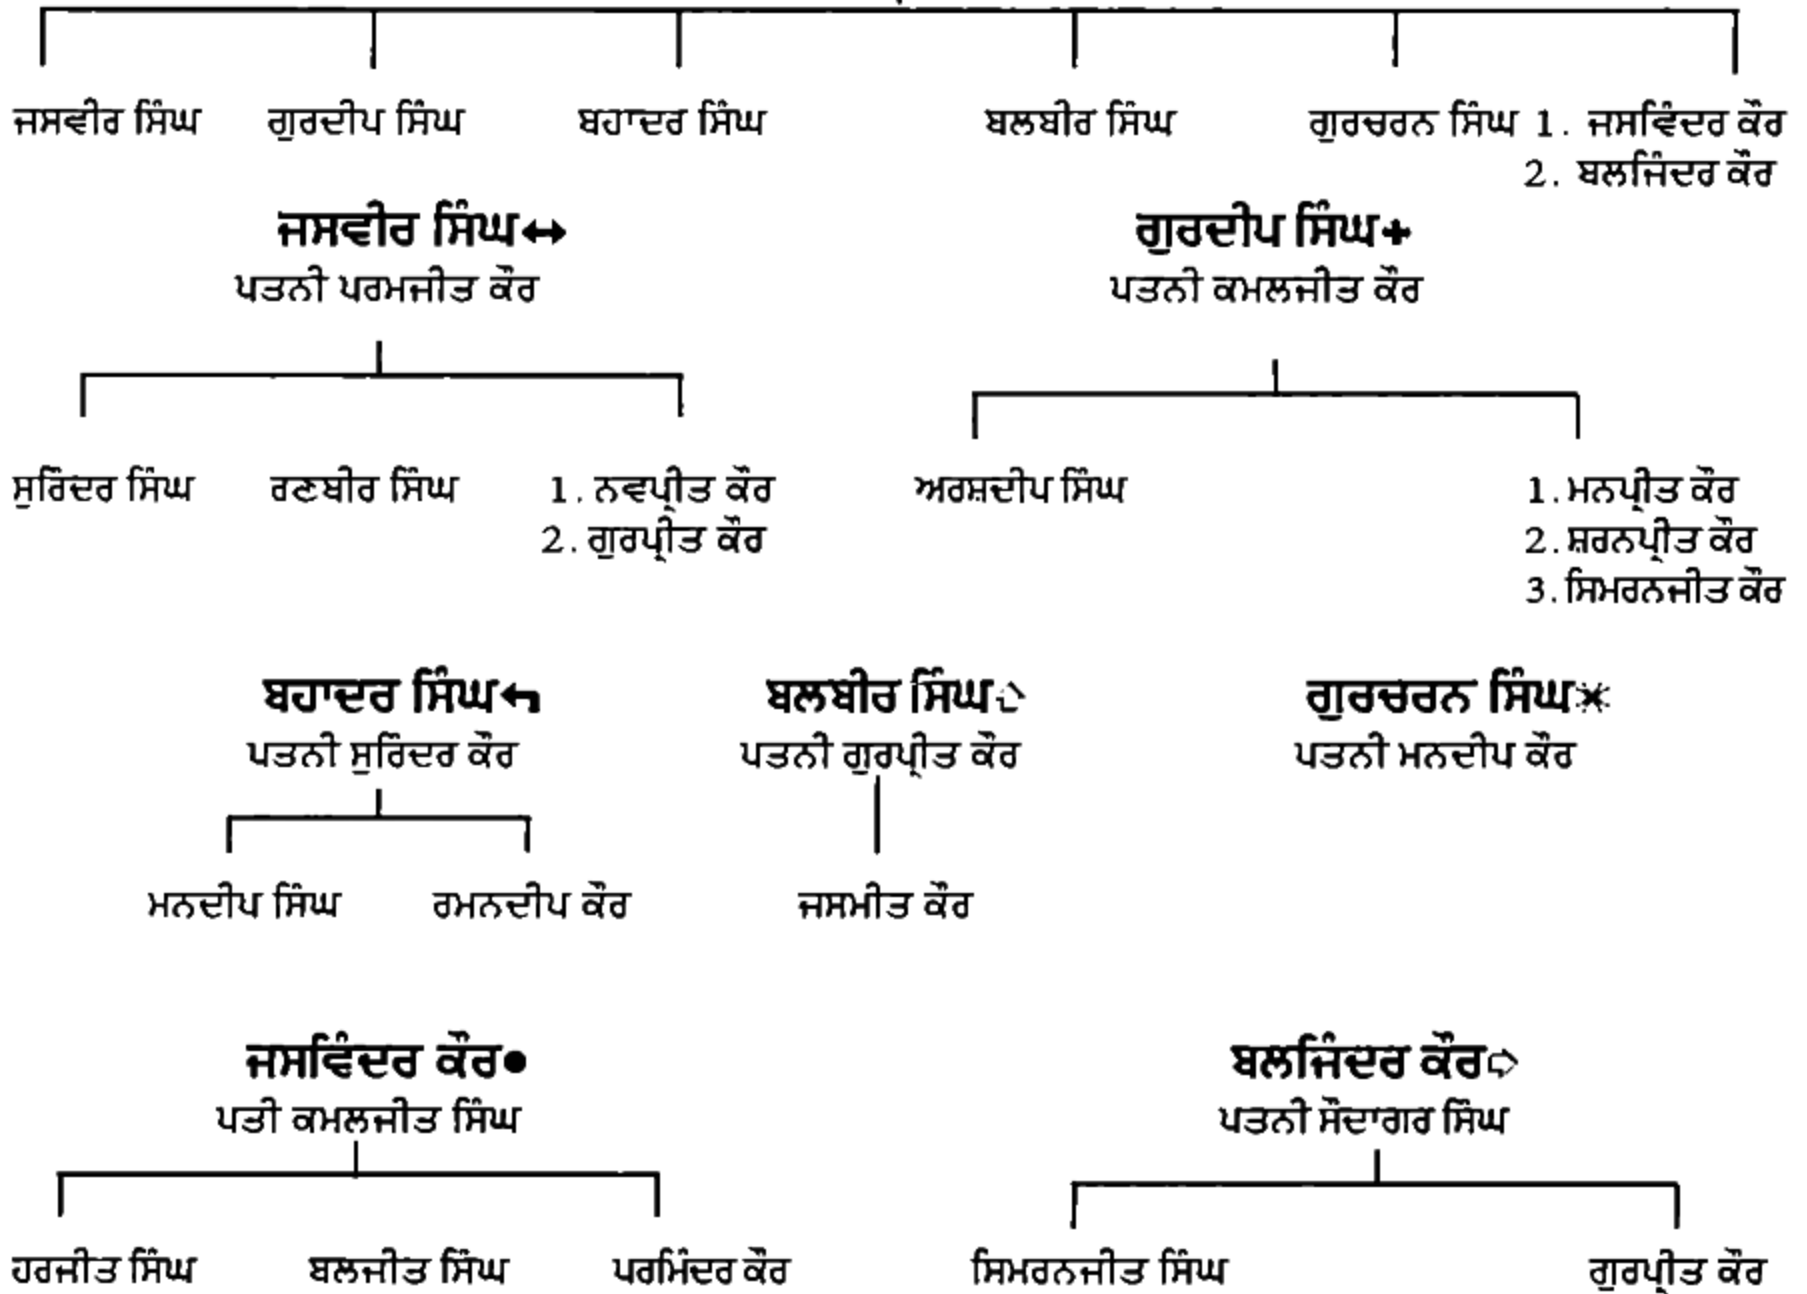 ਜਸਵੀਰ ਸਿੰਘ ਗੁਰਦੀਪ ਸਿੰਘ ਬਹਾਦਰ ਸਿੰਘ ਬਲਬੀਰ ਸਿੰਘ ਗੁਰਚਰਨ ਸਿੰਘ 1. ਜਸਵਿੰਦਰ ਕੌਰ
2. ਬਲਜਿੰਦਰ ਕੌਰ
ਜਸਵੀਰ ਸਿੰਘ↔ ਗੁਰਦੀਪ ਸਿੰਘ+
ਪਤਨੀ ਪਰਮਜੀਤ ਕੌਰ ਪਤਨੀ ਕਮਲਜੀਤ ਕੌਰ
ਸੁਰਿੰਦਰ ਸਿੰਘ ਰਣਬੀਰ ਸਿੰਘ 1. ਨਵਪ੍ਰੀਤ ਕੌਰ ਅਰਸ਼ਦੀਪ ਸਿੰਘ 1. ਮਨਪ੍ਰੀਤ ਕੌਰ
2. ਗੁਰਪ੍ਰੀਤ ਕੌਰ 2. ਸ਼ਰਨਪ੍ਰੀਤ ਕੌਰ
3. ਸਿਮਰਨਜੀਤ ਕੌਰ
ਬਹਾਦਰ ਸਿੰਘ ਬਲਬੀਰ ਸਿੰਘ ਗੁਰਚਰਨ ਸਿੰਘ
ਪਤਨੀ ਸੁਰਿੰਦਰ ਕੌਰ ਪਤਨੀ ਗੁਰਪ੍ਰੀਤ ਕੌਰ ਪਤਨੀ ਮਨਦੀਪ ਕੌਰ
ਮਨਦੀਪ ਸਿੰਘ ਰਮਨਦੀਪ ਕੌਰ ਜਸਮੀਤ ਕੌਰ
ਜਸਵਿੰਦਰ ਕੌਰ● ਬਲਜਿੰਦਰ ਕੌਰ
ਪਤੀ ਕਮਲਜੀਤ ਸਿੰਘ ਪਤਨੀ ਸੌਦਾਗਰ ਸਿੰਘ
ਹਰਜੀਤ ਸਿੰਘ ਬਲਜੀਤ ਸਿੰਘ ਪਰਮਿੰਦਰ ਕੌਰ ਸਿਮਰਨਜੀਤ ਸਿੰਘ ਗੁਰਪ੍ਰੀਤ ਕੌਰ